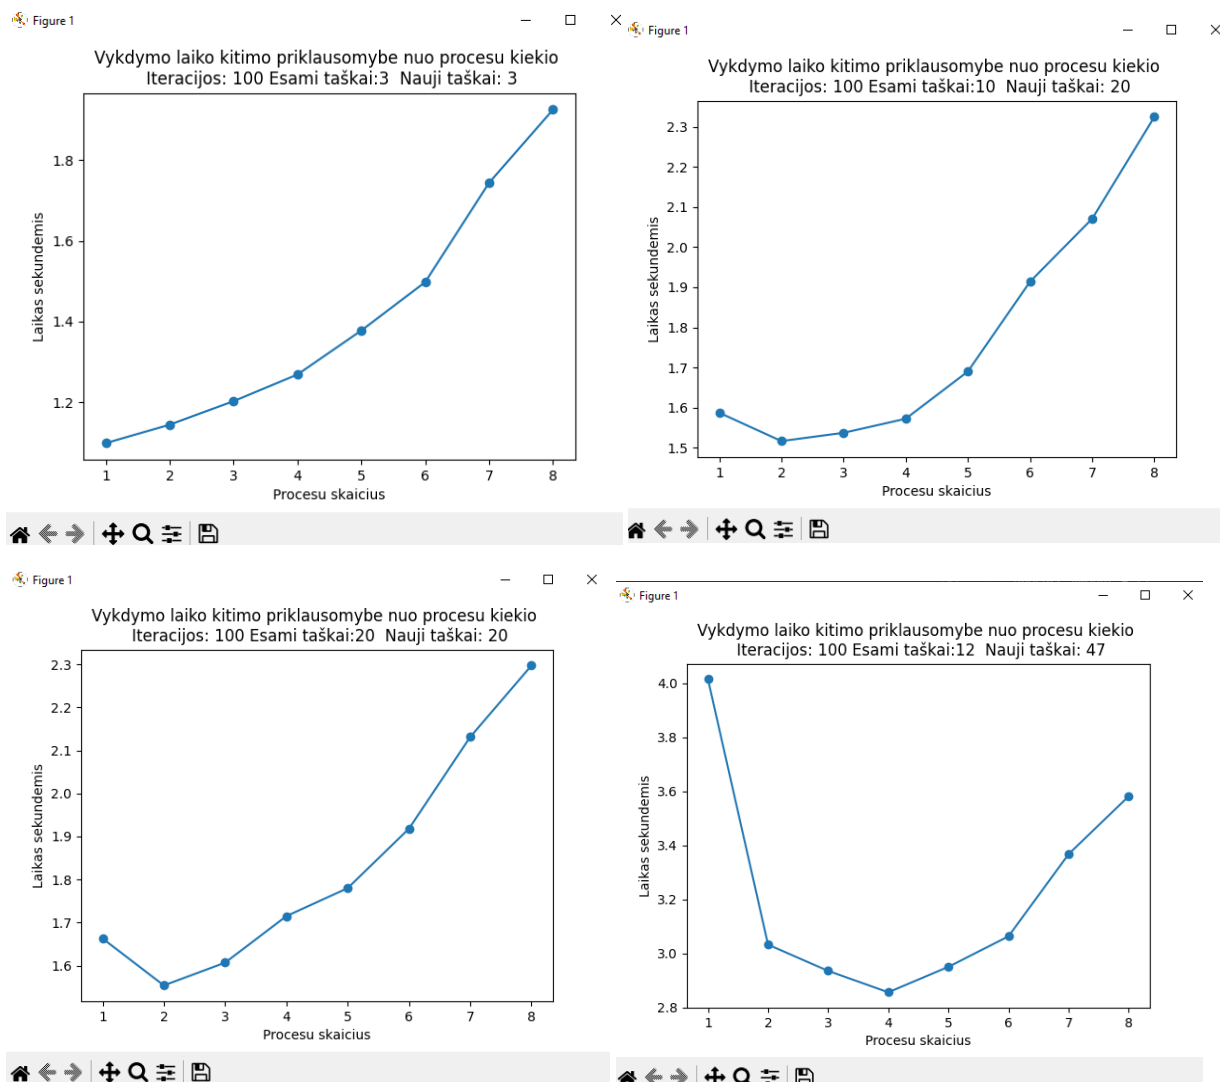 Figure 1
Vykdymo laiko kitimo priklausomybe nuo procesu kiekio
Iteracijos: 100 Esami taškai:3  Nauji taškai: 3
Laikas sekundemis
1.8
1.6
1.4
1.2
1 2 3 4 5 6 7 8
Procesu skaicius
Figure 1
Vykdymo laiko kitimo priklausomybe nuo procesu kiekio
Iteracijos: 100 Esami taškai:10  Nauji taškai: 20
Laikas sekundemis
2.3
2.2
2.1
2.0
1.9
1.8
1.7
1.6
1.5
1 2 3 4 5 6 7 8
Procesu skaicius
Figure 1
Vykdymo laiko kitimo priklausomybe nuo procesu kiekio
Iteracijos: 100 Esami taškai:20  Nauji taškai: 20
Laikas sekundemis
2.3
2.2
2.1
2.0
1.9
1.8
1.7
1.6
1 2 3 4 5 6 7 8
Procesu skaicius
Figure 1
Vykdymo laiko kitimo priklausomybe nuo procesu kiekio
Iteracijos: 100 Esami taškai:12  Nauji taškai: 47
Laikas sekundemis
4.0
3.8
3.6
3.4
3.2
3.0
2.8
1 2 3 4 5 6 7 8
Procesu skaicius